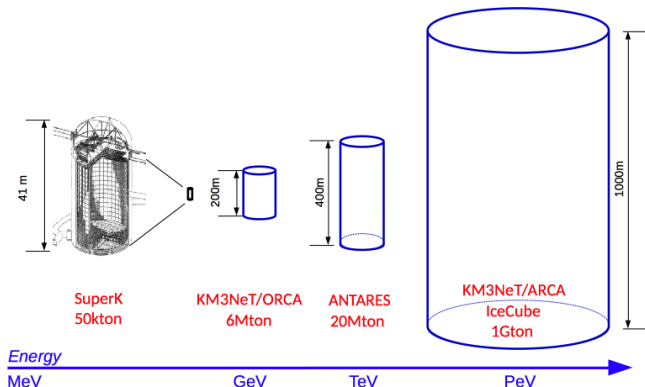 41 m
200m
400m
1000m
SuperK
50kton
KM3NeT/ORCA
6Mton
ANTARES
20Mton
KM3NeT/ARCA
IceCube
1Gton
Energy
MeV
GeV
TeV
PeV